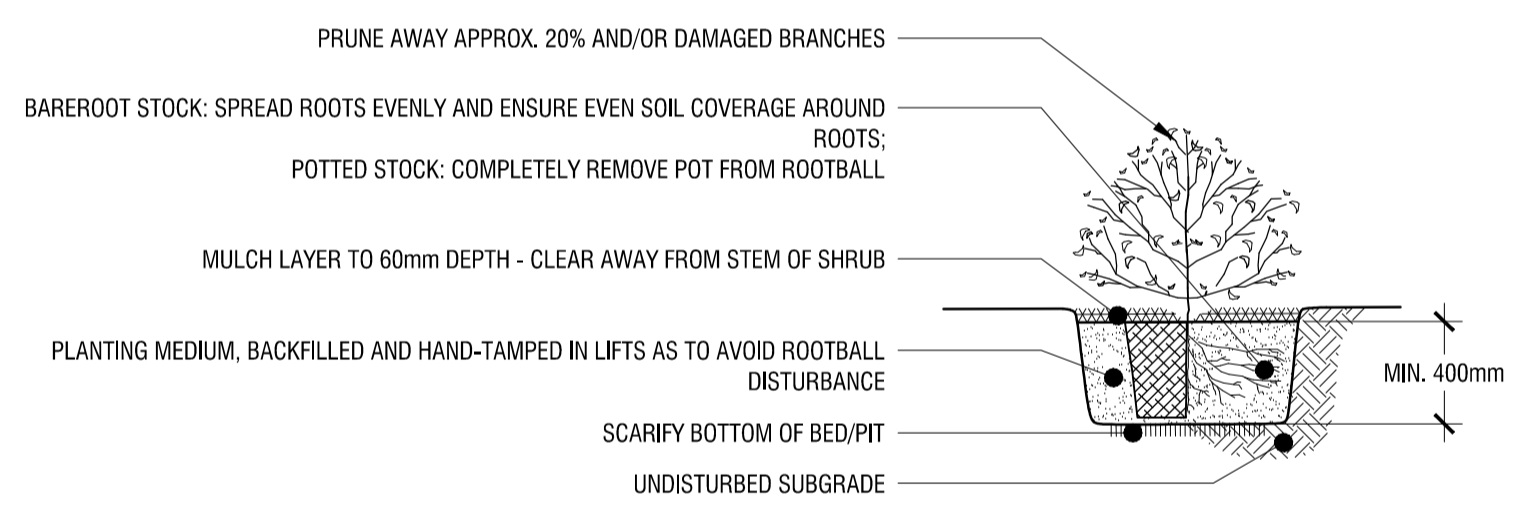 PRUNE AWAY APPROX. 20% AND/OR DAMAGED BRANCHES
BAREROOT STOCK: SPREAD ROOTS EVENLY AND ENSURE EVEN SOIL COVERAGE AROUND
ROOTS;
POTTED STOCK: COMPLETELY REMOVE POT FROM ROOTBALL
MULCH LAYER TO 60mm DEPTH - CLEAR AWAY FROM STEM OF SHRUB
PLANTING MEDIUM, BACKFILLED AND HAND-TAMPED IN LIFTS AS TO AVOID ROOTBALL
DISTURBANCE
MIN. 400mm
SCARIFY BOTTOM OF BED/PIT
UNDISTURBED SUBGRADE